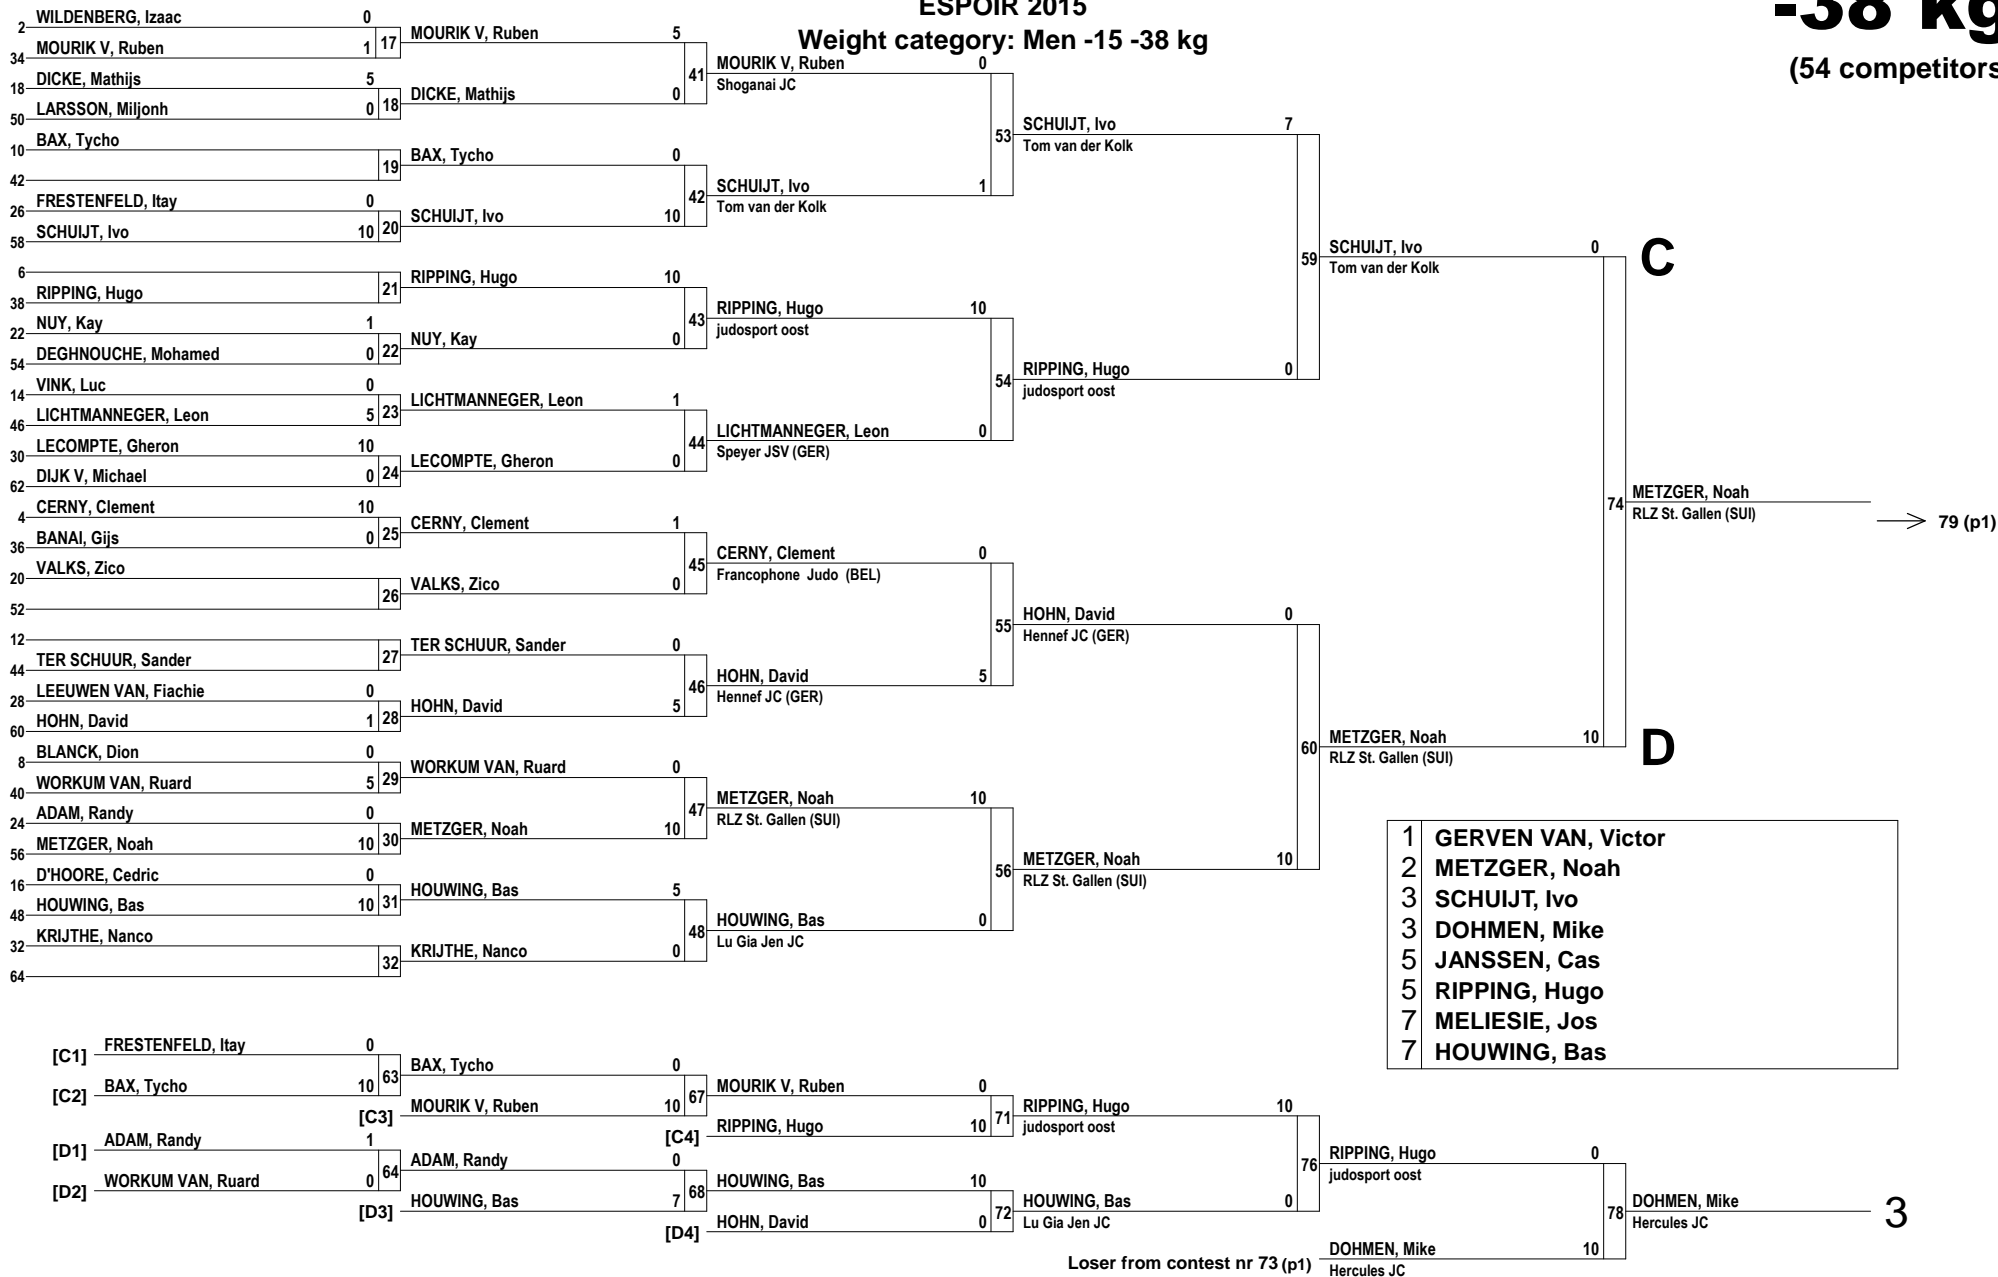 ESPOIR 2015
Weight category: Men -15 -38 kg
-38 kg
(54 competitors
2 WILDENBERG, Izaac 0
34 MOURIK V, Ruben 1
17
18 DICKE, Mathijs 5
50 LARSSON, Miljonh 0
18
10 BAX, Tycho
42
19
26 FRESTENFELD, Itay 0
58 SCHUIJT, Ivo 10
20
6
38 RIPPING, Hugo
21
22 NUY, Kay 1
54 DEGHNOUCHE, Mohamed 0
22
14 VINK, Luc 0
46 LICHTMANNEGER, Leon 5
23
30 LECOMPTE, Gheron 10
62 DIJK V, Michael 0
24
4 CERNY, Clement 10
36 BANAI, Gijs 0
25
20 VALKS, Zico
52
26
12
44 TER SCHUUR, Sander
27
28 LEEUWEN VAN, Fiachie 0
60 HOHN, David 1
28
8 BLANCK, Dion 0
40 WORKUM VAN, Ruard 5
29
24 ADAM, Randy 0
56 METZGER, Noah 10
30
16 D'HOORE, Cedric 0
48 HOUWING, Bas 10
31
32 KRIJTHE, Nanco
64
32
MOURIK V, Ruben 5
41
DICKE, Mathijs 0
BAX, Tycho 0
42
SCHUIJT, Ivo 10
RIPPING, Hugo 10
43
NUY, Kay 0
LICHTMANNEGER, Leon 1
44
LECOMPTE, Gheron 0
CERNY, Clement 1
45
VALKS, Zico 0
TER SCHUUR, Sander 0
46
HOHN, David 5
WORKUM VAN, Ruard 0
47
METZGER, Noah 10
HOUWING, Bas 5
48
KRIJTHE, Nanco 0
MOURIK V, Ruben 0
Shoganai JC
53
SCHUIJT, Ivo 1
Tom van der Kolk
RIPPING, Hugo 10
judosport oost
54
LICHTMANNEGER, Leon 0
Speyer JSV (GER)
CERNY, Clement 0
Francophone Judo (BEL)
55
HOHN, David 5
Hennef JC (GER)
METZGER, Noah 10
RLZ St. Gallen (SUI)
56
HOUWING, Bas 0
Lu Gia Jen JC
SCHUIJT, Ivo 7
Tom van der Kolk
59
RIPPING, Hugo 0
judosport oost
HOHN, David 0
Hennef JC (GER)
60
METZGER, Noah 10
RLZ St. Gallen (SUI)
SCHUIJT, Ivo 0
Tom van der Kolk
C
74
METZGER, Noah 10
RLZ St. Gallen (SUI)
D
METZGER, Noah
RLZ St. Gallen (SUI)
79 (p1)
1 GERVEN VAN, Victor
2 METZGER, Noah
3 SCHUIJT, Ivo
3 DOHMEN, Mike
5 JANSSEN, Cas
5 RIPPING, Hugo
7 MELIESIE, Jos
7 HOUWING, Bas
[C1] FRESTENFELD, Itay 0
[C2] BAX, Tycho 10
63
[D1] ADAM, Randy 1
[D2] WORKUM VAN, Ruard 0
64
BAX, Tycho 0
[C3] MOURIK V, Ruben 10
67
ADAM, Randy 0
[D3] HOUWING, Bas 7
68
MOURIK V, Ruben 0
[C4] RIPPING, Hugo 10
71
HOUWING, Bas 10
[D4] HOHN, David 0
72
RIPPING, Hugo 10
judosport oost
76
HOUWING, Bas 0
Lu Gia Jen JC
RIPPING, Hugo 0
judosport oost
78
Loser from contest nr 73 (p1) DOHMEN, Mike 10
Hercules JC
DOHMEN, Mike
Hercules JC
3